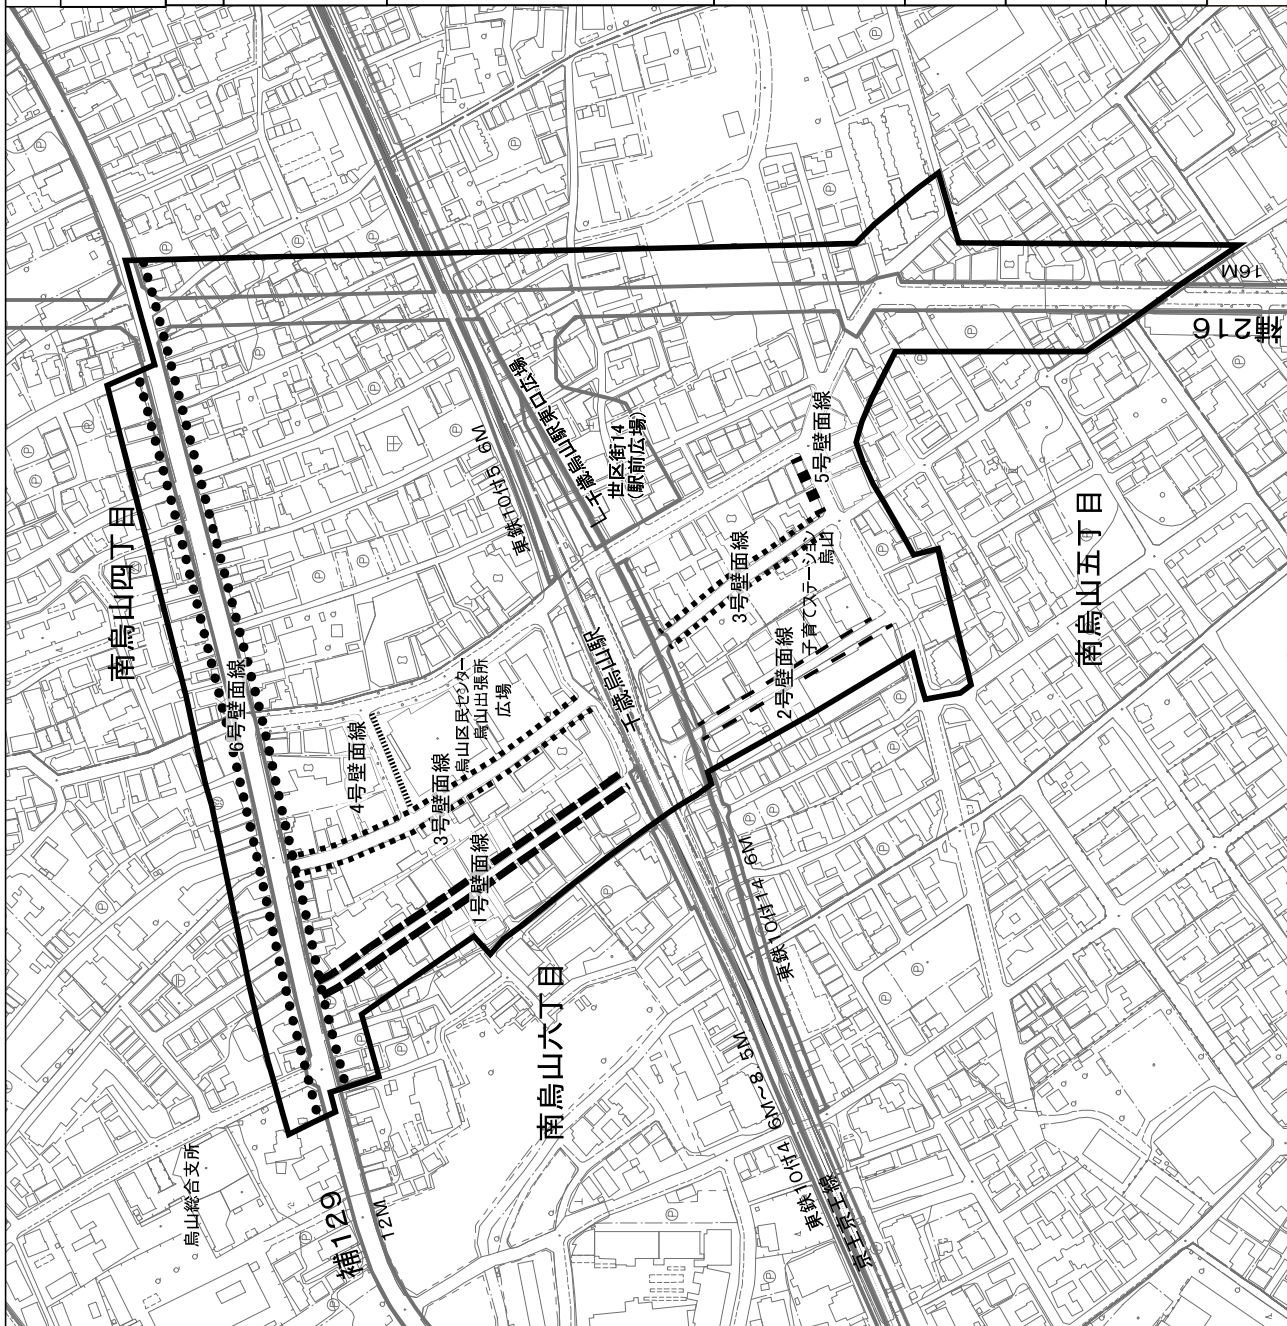 南烏山四丁目
6号壁面線
4号壁面線
3号壁面線
烏山区民センター
烏山出張所
広場
1号壁面線
南烏山六丁目
烏山総合支所
補129
12M
東鉄10付5 6M
千歳烏山駅東口広場
世区街14
(駅前広場)
千歳烏山駅
3号壁面線
5号壁面線
子育てステーション
烏山
2号壁面線
南烏山五丁目
16M
補216
東鉄10付14 6M
東鉄10付4 6M～8.5M
京王京王線